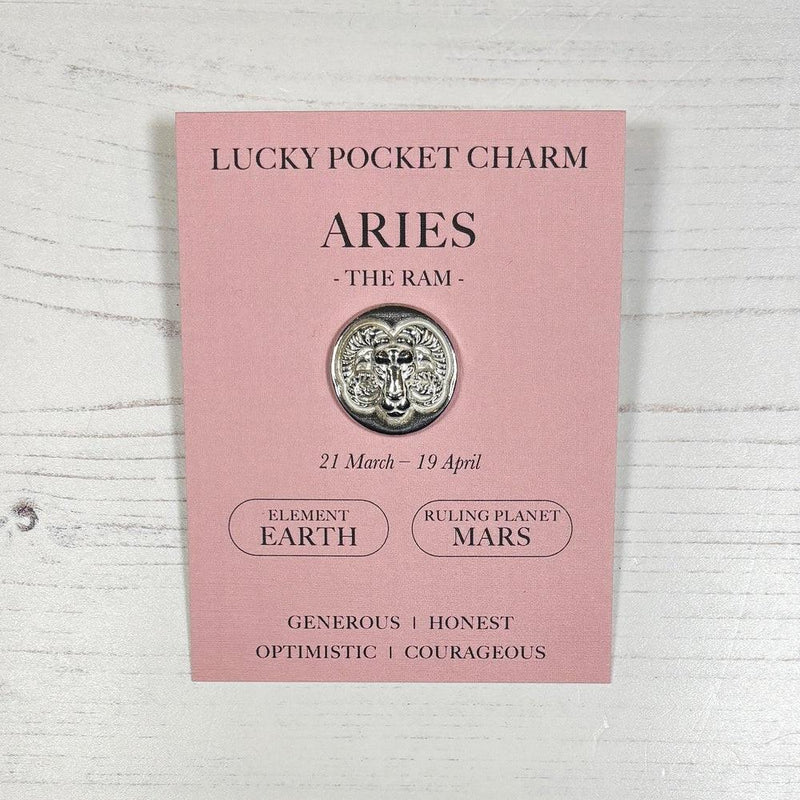 LUCKY POCKET CHARM
ARIES
- THE RAM -
21 March – 19 April
ELEMENT
EARTH
RULING PLANET
MARS
GENEROUS | HONEST
OPTIMISTIC | COURAGEOUS